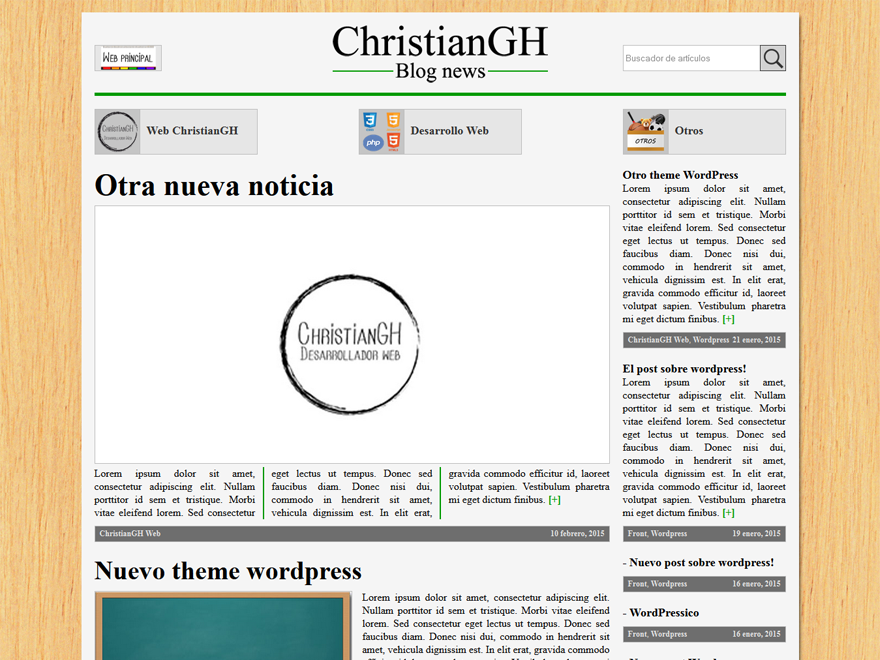 WEB PRINCIPAL
ChristianGH
Blog news
Buscador de artículos
CHRISTIANGH
Web ChristianGH
php
Desarrollo Web
OTROS
Otros
Otra nueva noticia
CHRISTIANGH
DESARROLLADOR WEB
Lorem ipsum dolor sit amet,
consectetur adipiscing elit. Nullam
porttitor id sem et tristique. Morbi
vitae eleifend lorem. Sed consectetur
eget lectus ut tempus. Donec sed
faucibus diam. Donec nisi dui,
commodo in hendrerit sit amet,
vehicula dignissim est. In elit erat,
gravida commodo efficitur id, laoreet
volutpat sapien. Vestibulum pharetra
mi eget dictum finibus. [+]
ChristianGH Web 10 febrero, 2015
Nuevo theme wordpress
Lorem ipsum dolor sit amet, consectetur adipiscing elit.
Nullam porttitor id sem et tristique. Morbi vitae eleifend
lorem. Sed consectetur eget lectus ut tempus. Donec sed
faucibus diam. Donec nisi dui, commodo in hendrerit sit
amet, vehicula dignissim est. In elit erat, gravida commodo
Otro theme WordPress
Lorem ipsum dolor sit amet,
consectetur adipiscing elit. Nullam
porttitor id sem et tristique. Morbi
vitae eleifend lorem. Sed consectetur
eget lectus ut tempus. Donec sed
faucibus diam. Donec nisi dui,
commodo in hendrerit sit amet,
vehicula dignissim est. In elit erat,
gravida commodo efficitur id, laoreet
volutpat sapien. Vestibulum pharetra
mi eget dictum finibus. [+]
ChristianGH Web, Wordpress 21 enero, 2015
El post sobre wordpress!
Lorem ipsum dolor sit amet,
consectetur adipiscing elit. Nullam
porttitor id sem et tristique. Morbi
vitae eleifend lorem. Sed consectetur
eget lectus ut tempus. Donec sed
faucibus diam. Donec nisi dui,
commodo in hendrerit sit amet,
vehicula dignissim est. In elit erat,
gravida commodo efficitur id, laoreet
volutpat sapien. Vestibulum pharetra
mi eget dictum finibus. [+]
Front, Wordpress 19 enero, 2015
- Nuevo post sobre wordpress!
Front, Wordpress 16 enero, 2015
- WordPressico
Front, Wordpress 16 enero, 2015